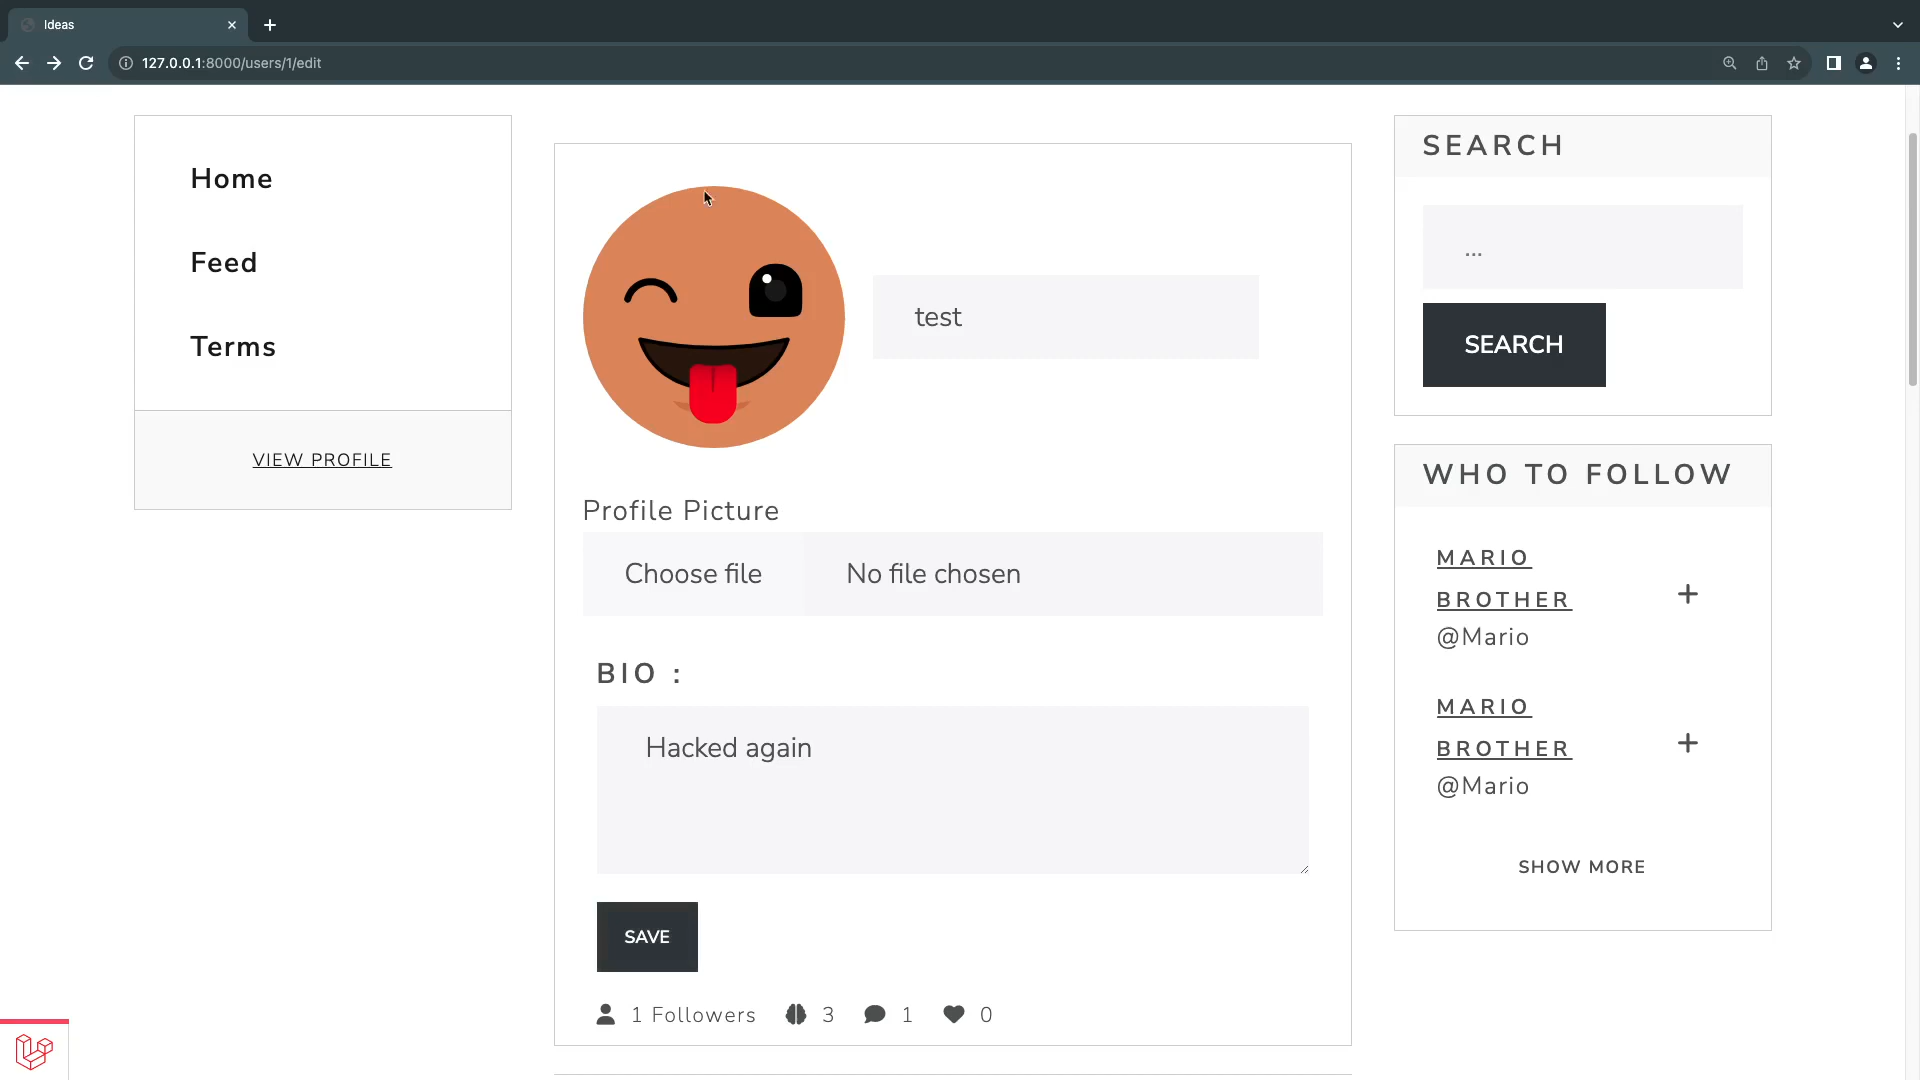 Ideas
127.0.0.1:8000/users/1/edit
Home
Feed
Terms
VIEW PROFILE
test
Profile Picture
Choose file
No file chosen
BIO :
Hacked again
SAVE
1 Followers
3
1
0
SEARCH
...
SEARCH
WHO TO FOLLOW
MARIO
BROTHER
@Mario
MARIO
BROTHER
@Mario
SHOW MORE